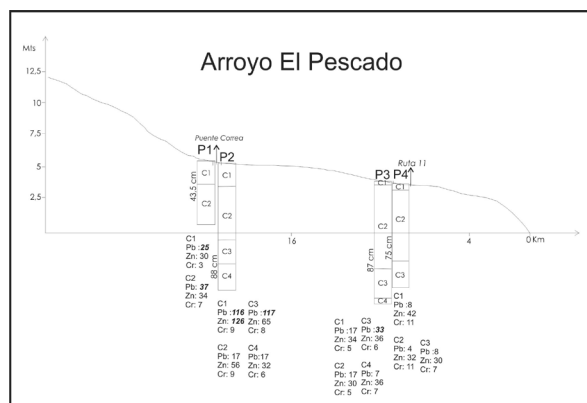 Arroyo El Pescado
Mts
12.5
10
7.5
5
2.5
Puente Correa
P1
P2
C1
C2
43.5 cm
C1
C2
C3
C4
88 cm
P3
P4
Ruta 11
C1
C2
C3
C4
87 cm
C1
C2
C3
75 cm
16
4
0 Km
C1
Pb :25
Zn: 30
Cr: 3
C2
Pb: 37
Zn: 34
Cr: 7
C1
Pb :116
Zn: 126
Cr: 9
C2
Pb: 17
Zn: 56
Cr: 9
C3
Pb :117
Zn: 65
Cr: 8
C4
Pb :17
Zn: 32
Cr: 6
C1
Pb :17
Zn: 34
Cr: 5
C2
Pb: 17
Zn: 30
Cr: 5
C3
Pb :33
Zn: 36
Cr: 6
C4
Pb: 7
Zn: 36
Cr: 7
C1
Pb :8
Zn: 42
Cr: 11
C2
Pb: 4
Zn: 32
Cr: 11
C3
Pb :8
Zn: 30
Cr: 7